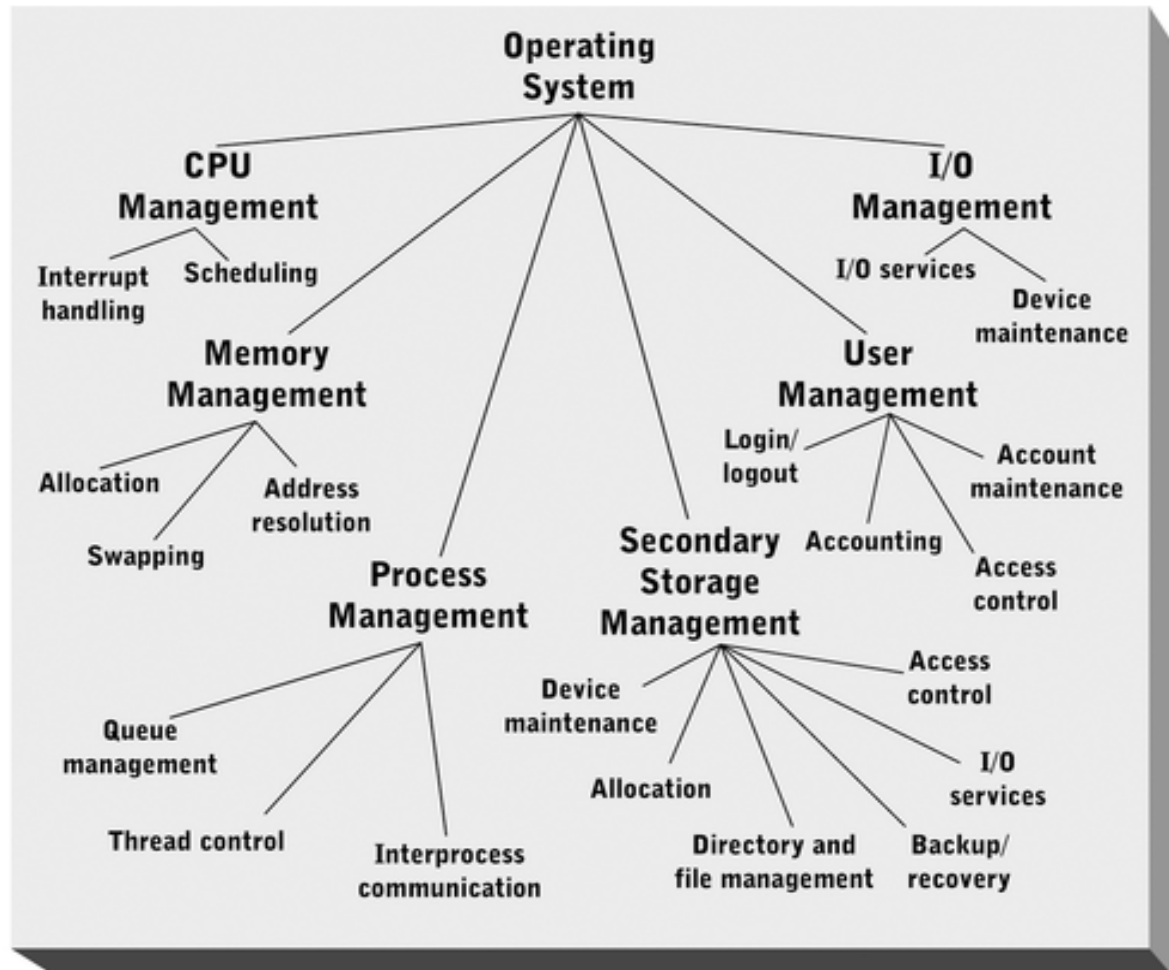 Operating
System
CPU
Management
I/O
Management
Interrupt
handling
Scheduling
I/O services
Device
maintenance
Memory
Management
User
Management
Allocation
Swapping
Address
resolution
Login/
logout
Accounting
Account
maintenance
Access
control
Process
Management
Secondary
Storage
Management
Queue
management
Thread control
Interprocess
communication
Device
maintenance
Allocation
Directory and
file management
Backup/
recovery
I/O
services
Access
control